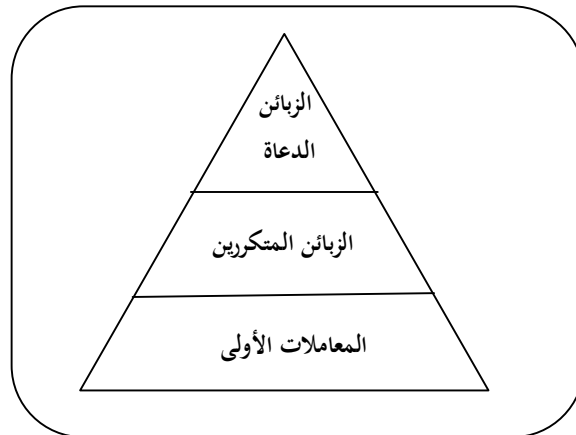 الزبائن
الدعاة
الزبائن المتكررين
المعاملات الأولى